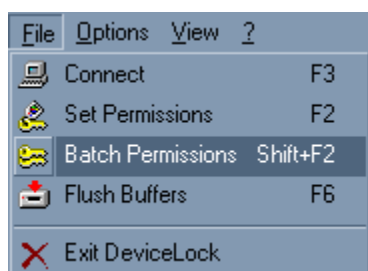 File Options View ?
Connect F3
Set Permissions F2
Batch Permissions Shift+F2
Flush Buffers F6
Exit DeviceLock